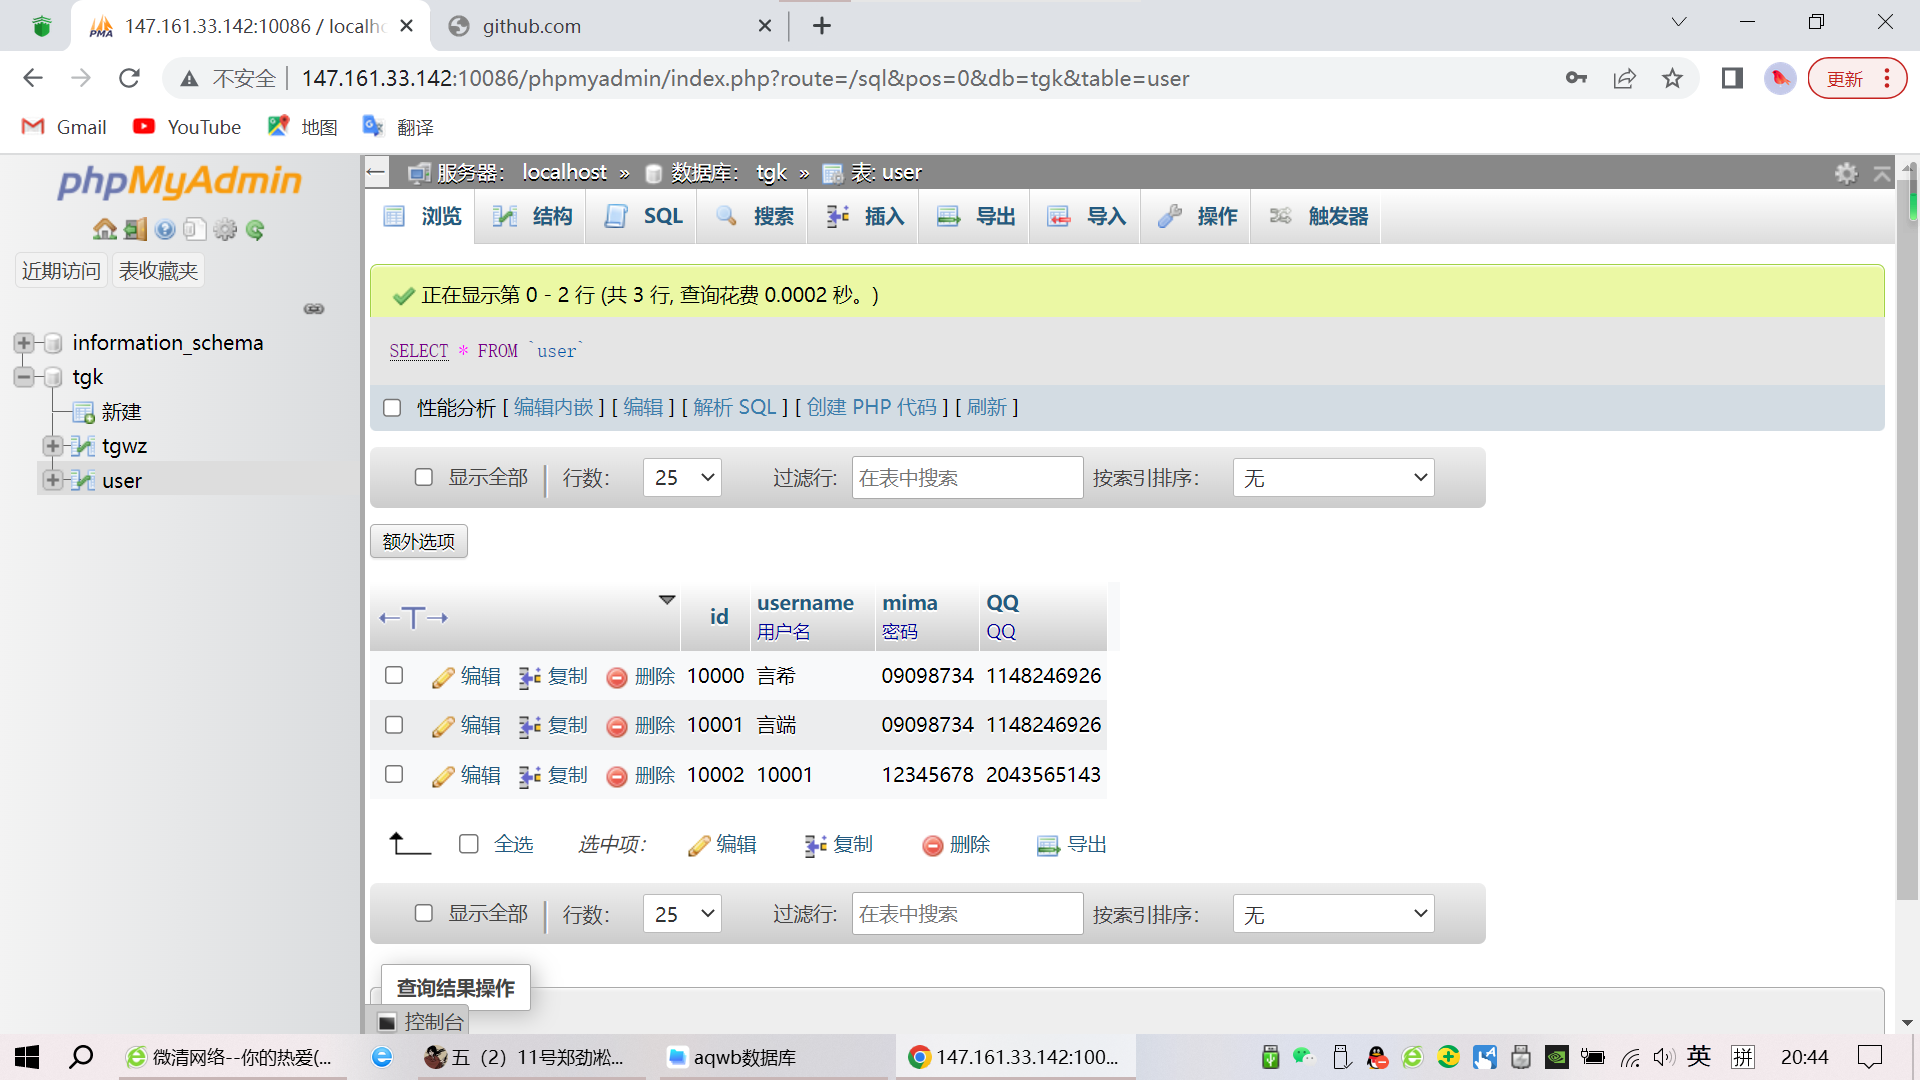 147.161.33.142:10086 / localh
github.com
不安全
147.161.33.142:10086/phpmyadmin/index.php?route=/sql&pos=0&db=tgk&table=user
更新
Gmail
YouTube
地图
翻译
phpMyAdmin
近期访问
表收藏夹
information_schema
tgk
新建
tgwz
user
服务器: localhost » 数据库: tgk » 表: user
浏览
结构
SQL
搜索
插入
导出
导入
操作
触发器
正在显示第 0 - 2 行 (共 3 行, 查询花费 0.0002 秒。)
SELECT * FROM `user`
性能分析 [ 编辑内嵌 ] [ 编辑 ] [ 解析 SQL ] [ 创建 PHP 代码 ] [ 刷新 ]
显示全部 行数: 25 过滤行: 在表中搜索 按索引排序: 无
额外选项
←T→ id username mima QQ
用户名 密码 QQ
编辑 复制 删除 10000 言希 09098734 1148246926
编辑 复制 删除 10001 言端 09098734 1148246926
编辑 复制 删除 10002 10001 12345678 2043565143
全选 选中项: 编辑 复制 删除 导出
显示全部 行数: 25 过滤行: 在表中搜索 按索引排序: 无
查询结果操作
控制台
微清网络--你的热爱(...
五（2）11号郑劲凇...
aqwb数据库
147.161.33.142:100...
英
拼
20:44